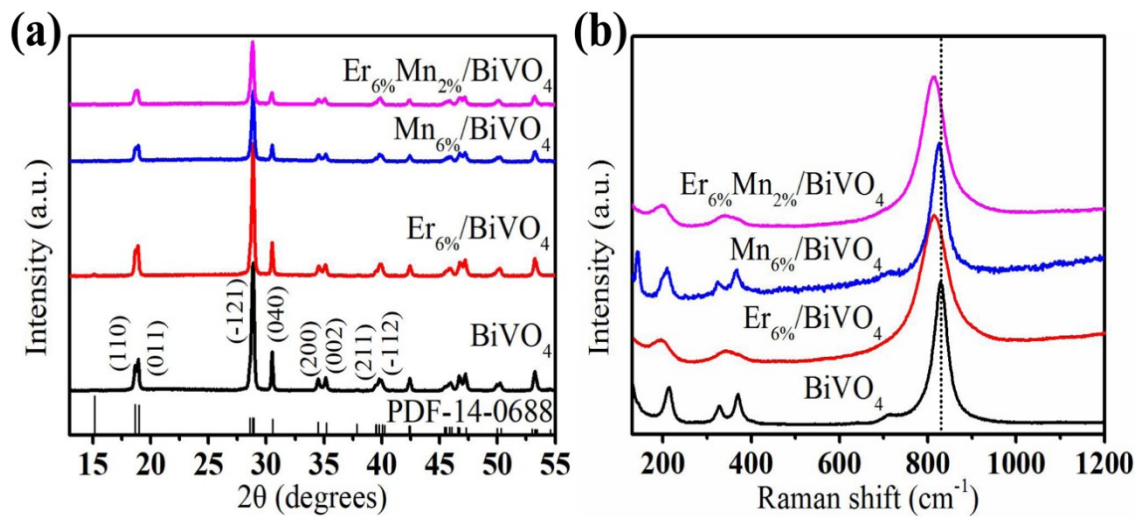 (a)
Intensity (a.u.)
Er6%Mn2%/BiVO4
Mn6%/BiVO4
Er6%/BiVO4
BiVO4
(110)
(011)
(-121)
(040)
(200)
(002)
(211)
(-112)
PDF-14-0688
15 20 25 30 35 40 45 50 55
2θ (degrees)
(b)
Intensity (a.u.)
Er6%Mn2%/BiVO4
Mn6%/BiVO4
Er6%/BiVO4
BiVO4
200 400 600 800 1000 1200
Raman shift (cm-1)